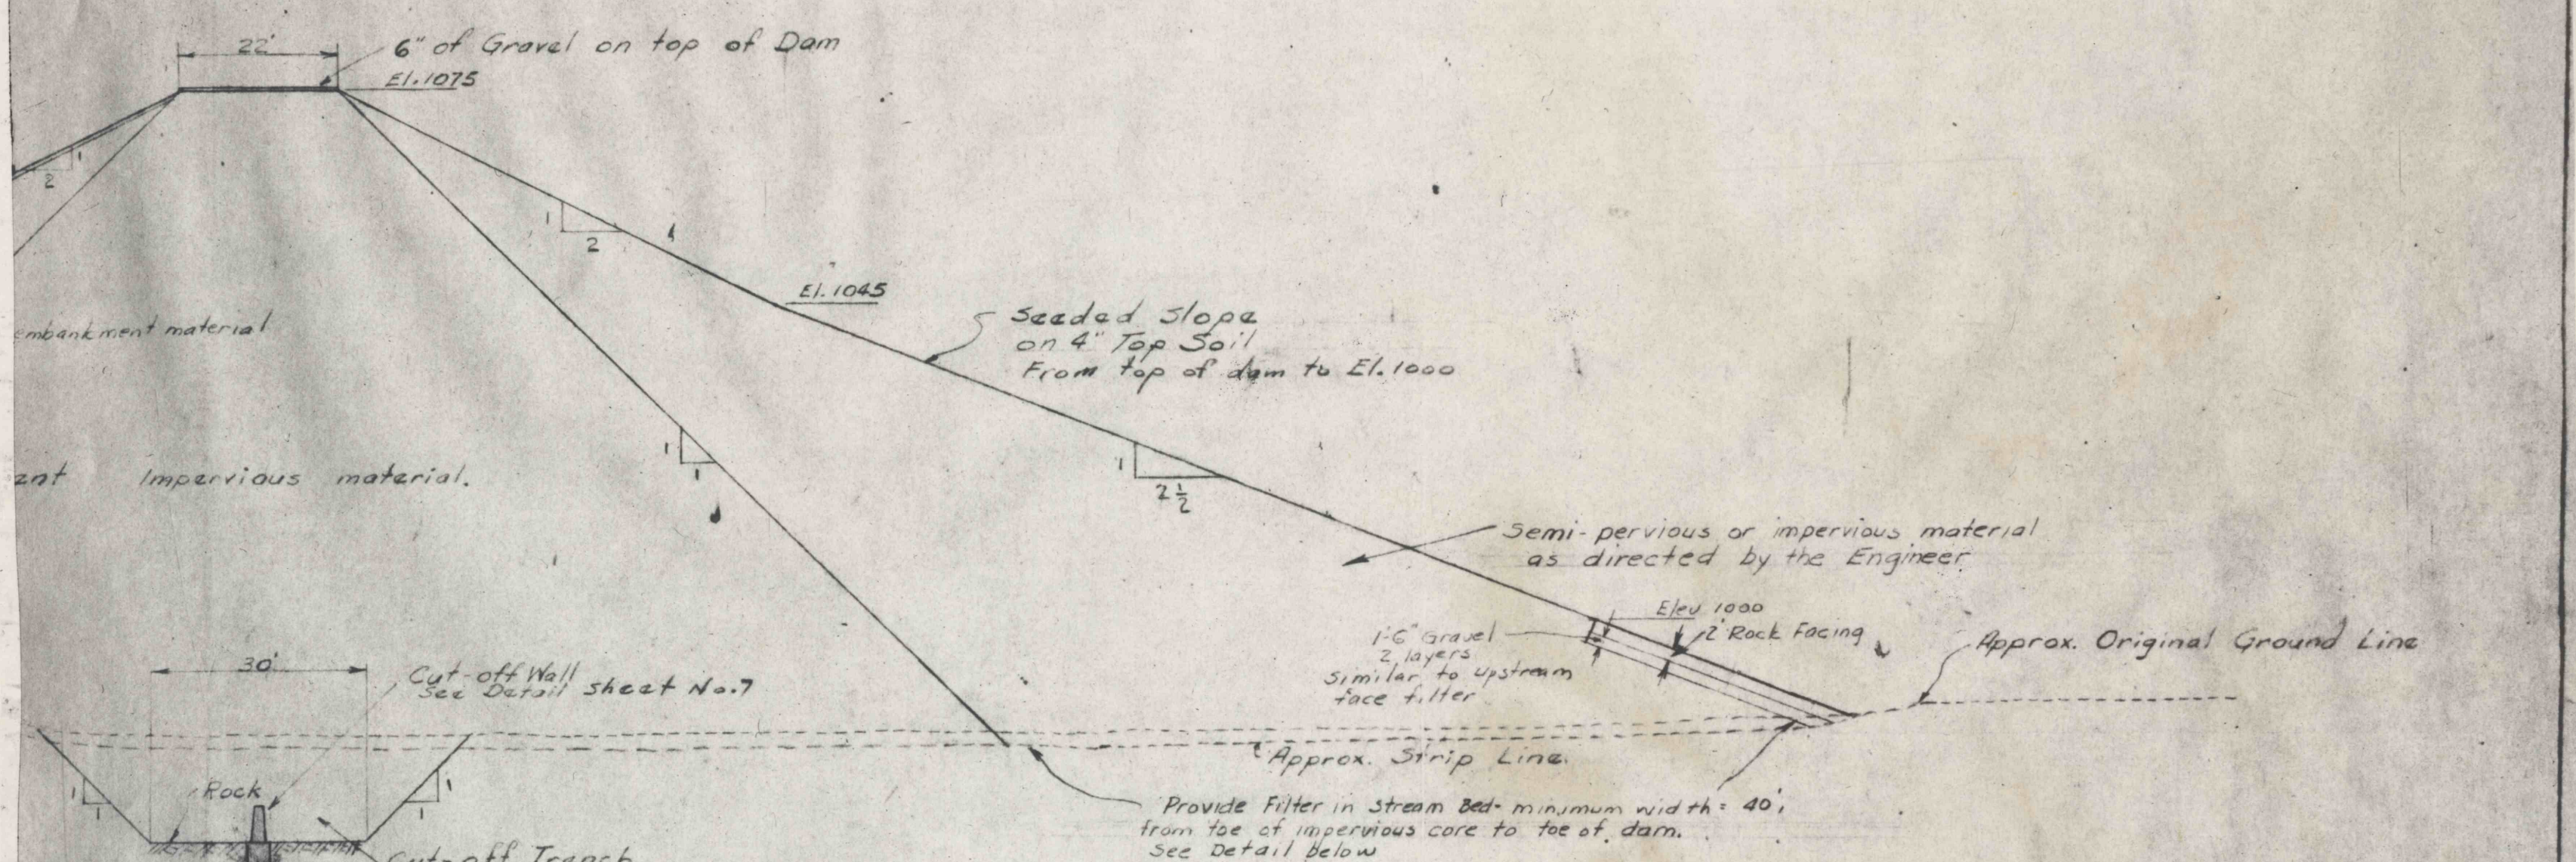 22'
6" of Gravel on top of Dam
El. 1075
1
2
1
2
El. 1045
Seeded Slope
on 4" Top Soil
From top of dam to El. 1000
embankment material
1
1
1
2 1/2
Impervious material.
Semi-pervious or impervious material
as directed by the Engineer
Elev 1000
1'-6" Gravel
2 layers
Similar to upstream
face filter
2' Rock Facing
Approx. Original Ground Line
30'
Cut-off Wall
See Detail Sheet No. 7
Approx. Strip Line.
Rock
1
1
1
1
Provide Filter in Stream Bed - minimum width = 40',
from toe of impervious core to toe of dam.
See Detail below
Cut-off Trench